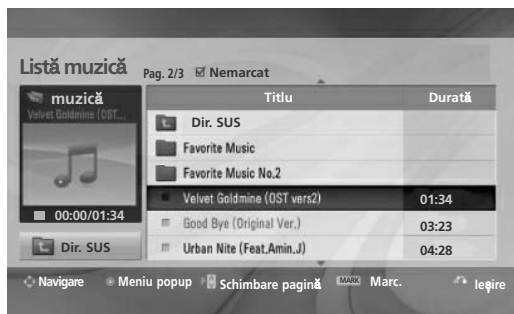 Listă muzică Pag. 2/3 Nemarcat
muzică
Velvet Goldmine (OST...
00:00/01:34
Dir. SUS
Titlu Durată
Dir. SUS
Favorite Music
Favorite Music No.2
Velvet Goldmine (OST vers2) 01:34
Good Bye (Original Ver.) 03:23
Urban Nite (Feat.Amin.J) 04:28
Navigare Meniu popup Schimbare pagină MARK Marc. Ieşire